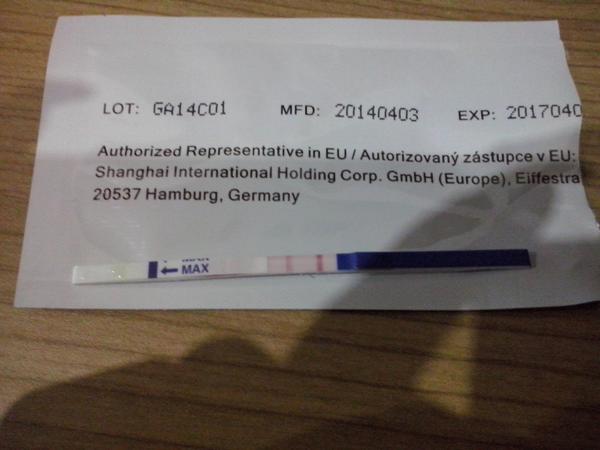 LOT: GA14C01 MFD: 20140403 EXP: 2017040
Authorized Representative in EU / Autorizovaný zástupce v EU:
Shanghai International Holding Corp. GmbH (Europe), Eiffestra
20537 Hamburg, Germany
MAX
MAX